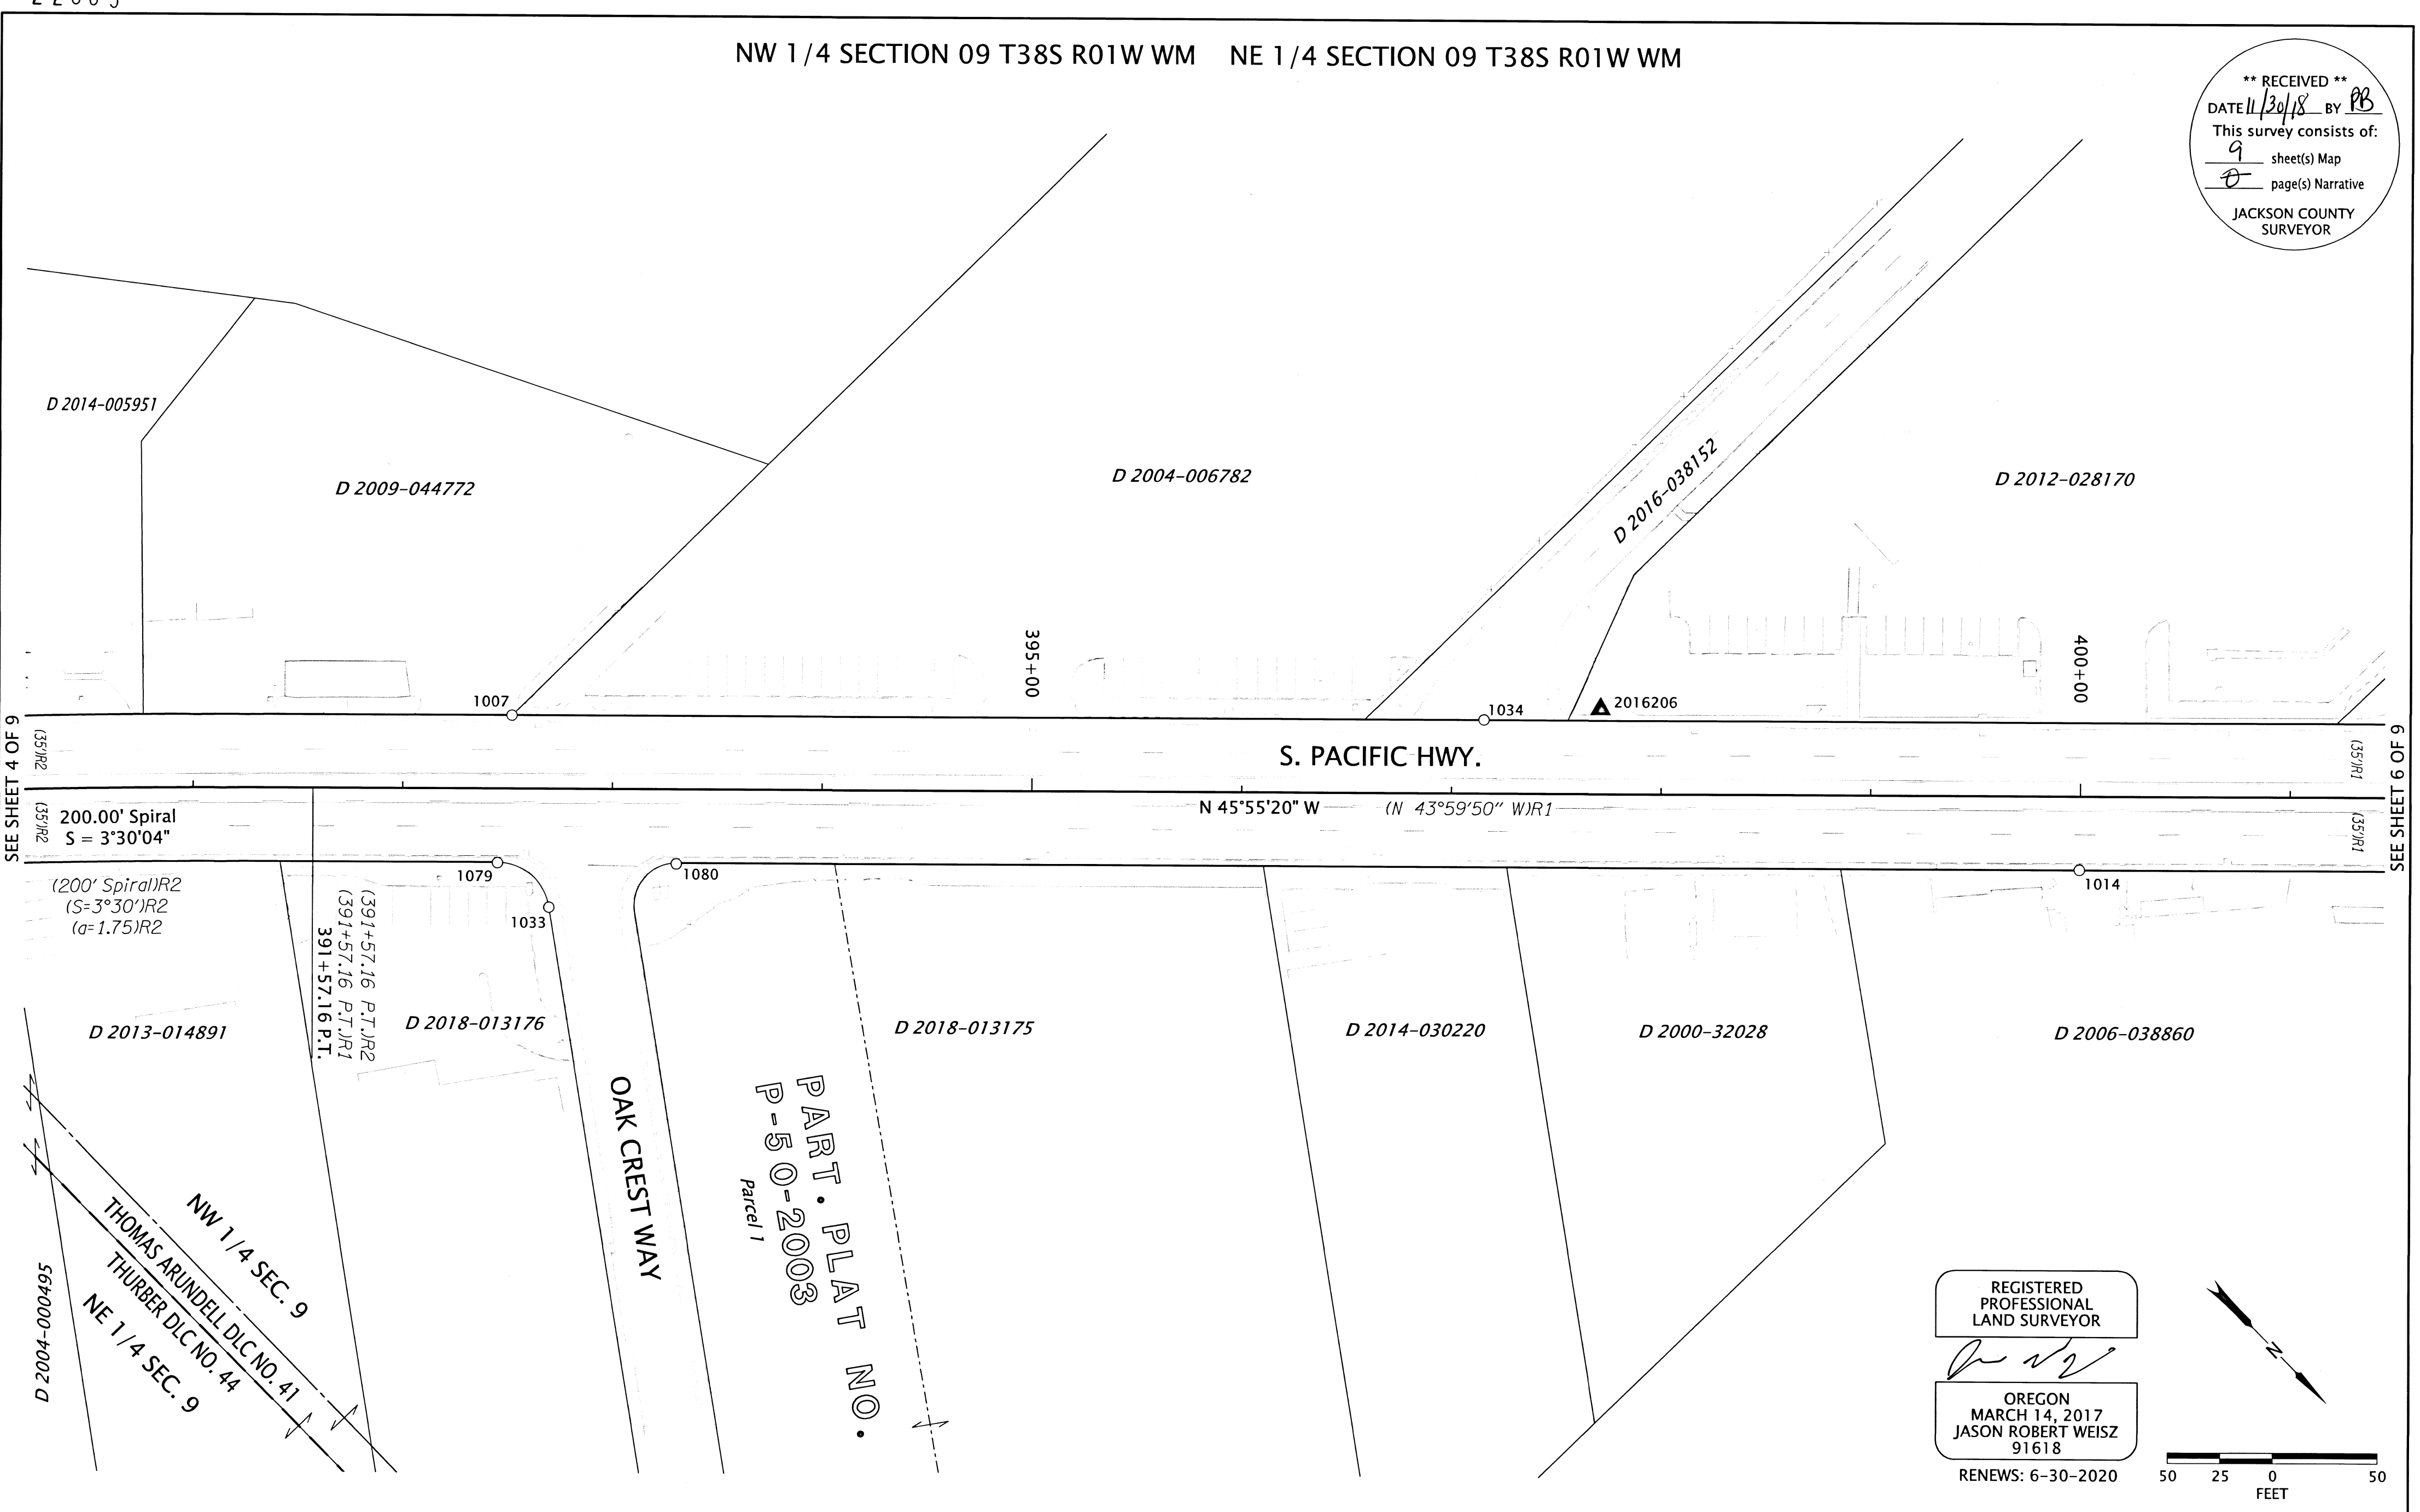 NW 1/4 SECTION 09 T38S R01W WM NE 1/4 SECTION 09 T38S R01W WM
** RECEIVED **
DATE 11/30/18 BY PB
This survey consists of:
9 sheet(s) Map
0 page(s) Narrative
JACKSON COUNTY
SURVEYOR
D 2014-005951
D 2009-044772
D 2004-006782
D 2016-038152
D 2012-028170
395+00
400+00
1007
1034
2016206
SEE SHEET 4 OF 9
(35')R2
S. PACIFIC HWY.
(35')R1
SEE SHEET 6 OF 9
(35')R2
200.00' Spiral
S = 3°30'04"
N 45°55'20" W (N 43°59'50" W)R1
(35')R1
(200' Spiral)R2
(S=3°30')R2
(a=1.75)R2
1079
1080
1033
1014
391+57.16 P.T.
(391+57.16 P.T.)R1
(391+57.16 P.T.)R2
D 2013-014891
D 2018-013176
D 2018-013175
D 2014-030220
D 2000-32028
D 2006-038860
OAK CREST WAY
PART. PLAT NO.
P-50-2003
Parcel 1
NW 1/4 SEC. 9
THOMAS ARUNDELL DLC NO. 41
THURBER DLC NO. 44
NE 1/4 SEC. 9
D 2004-000495
REGISTERED
PROFESSIONAL
LAND SURVEYOR
OREGON
MARCH 14, 2017
JASON ROBERT WEISZ
91618
RENEWS: 6-30-2020
N
50 25 0 50
FEET